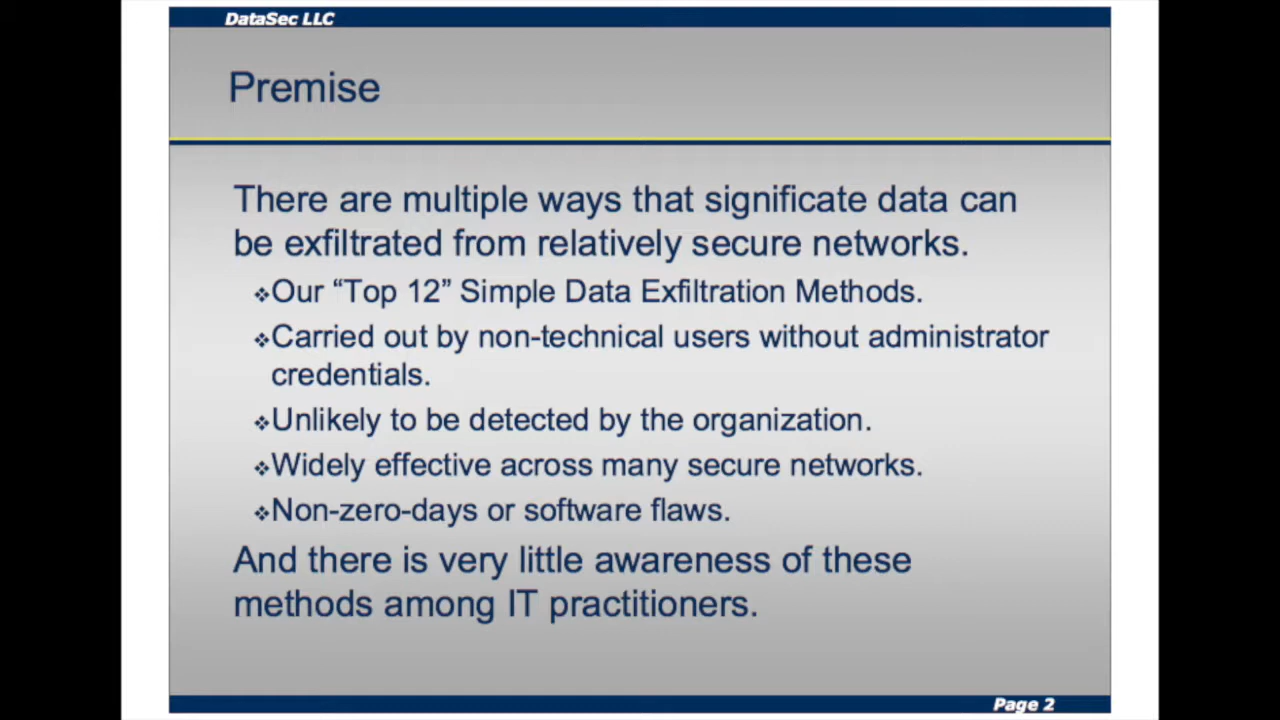 DataSec LLC
Premise
There are multiple ways that significate data can
be exfiltrated from relatively secure networks.
❖Our “Top 12” Simple Data Exfiltration Methods.
❖Carried out by non-technical users without administrator
credentials.
❖Unlikely to be detected by the organization.
❖Widely effective across many secure networks.
❖Non-zero-days or software flaws.
And there is very little awareness of these
methods among IT practitioners.
Page 2